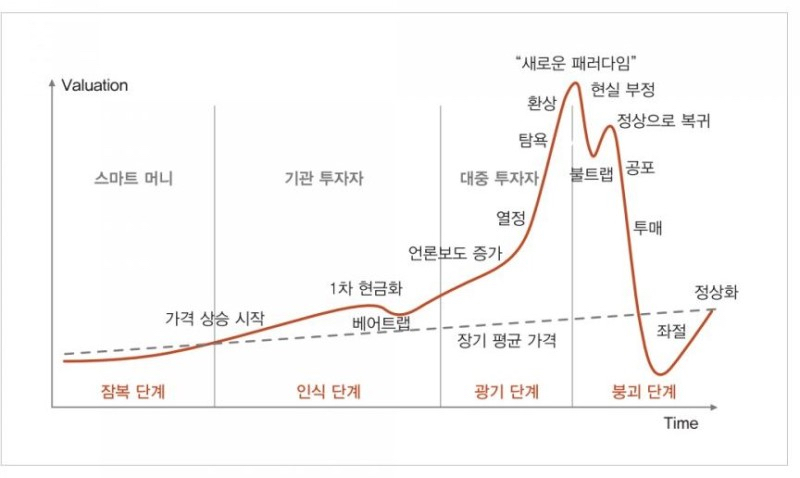 "새로운 패러다임"
Valuation
현실 부정
환상
정상으로 복귀
탐욕
스마트 머니
기관 투자자
대중 투자자
불트랩
공포
열정
투매
언론보도 증가
1차 현금화
정상화
가격 상승 시작
베어트랩
장기 평균 가격
좌절
잠복 단계
인식 단계
광기 단계
붕괴 단계
Time